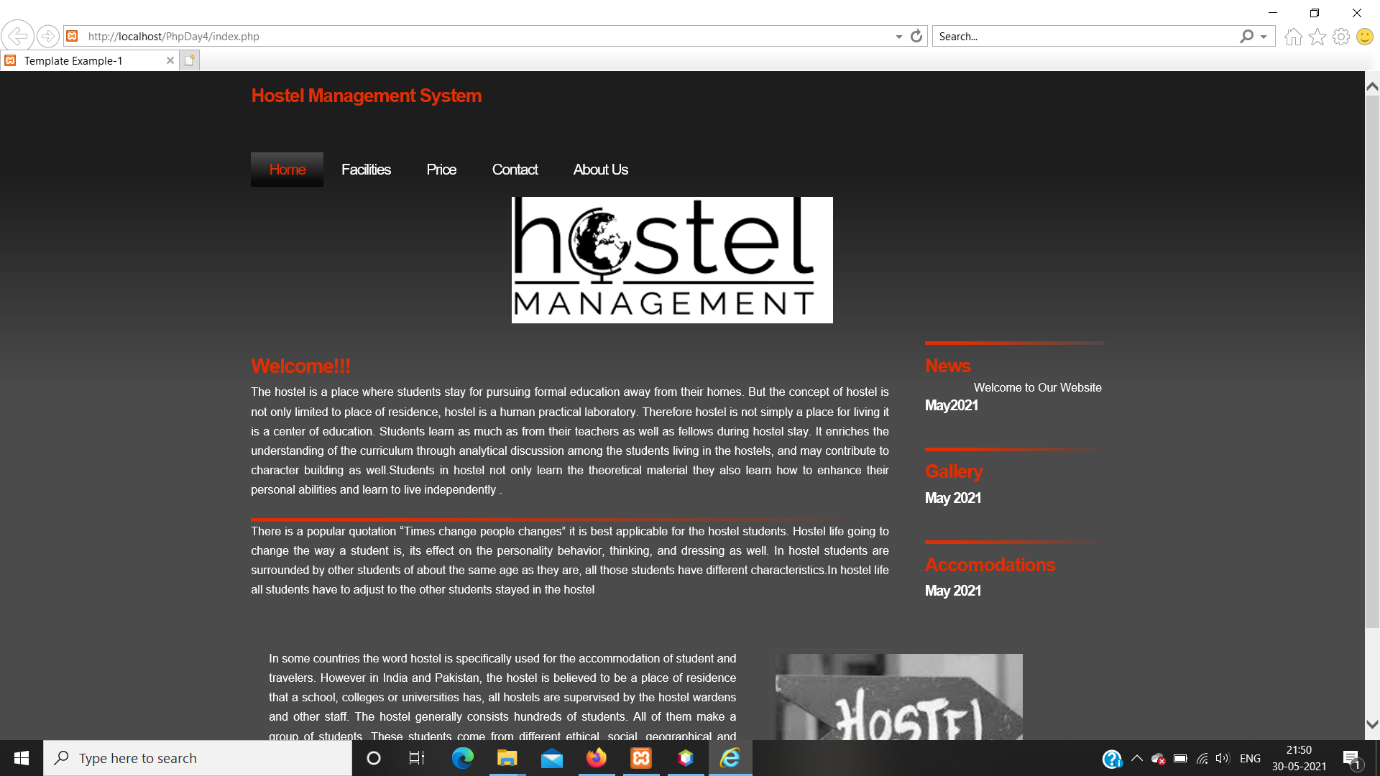 http://localhost/PhpDay4/index.php
Search...
Template Example-1
Hostel Management System
Home Facilities Price Contact About Us
hostel
MANAGEMENT
Welcome!!!
The hostel is a place where students stay for pursuing formal education away from their homes. But the concept of hostel is
not only limited to place of residence, hostel is a human practical laboratory. Therefore hostel is not simply a place for living it
is a center of education. Students learn as much as from their teachers as well as fellows during hostel stay. It enriches the
understanding of the curriculum through analytical discussion among the students living in the hostels, and may contribute to
character building as well.Students in hostel not only learn the theoretical material they also learn how to enhance their
personal abilities and learn to live independently .
There is a popular quotation “Times change people changes” it is best applicable for the hostel students. Hostel life going to
change the way a student is, its effect on the personality behavior, thinking, and dressing as well. In hostel students are
surrounded by other students of about the same age as they are, all those students have different characteristics.In hostel life
all students have to adjust to the other students stayed in the hostel
News
Welcome to Our Website
May2021
Gallery
May 2021
Accomodations
May 2021
In some countries the word hostel is specifically used for the accommodation of student and
travelers. However in India and Pakistan, the hostel is believed to be a place of residence
that a school, colleges or universities has, all hostels are supervised by the hostel wardens
and other staff. The hostel generally consists hundreds of students. All of them make a
group of students. These students come from different ethical, social, geographical and
HOSTEL
Type here to search
ENG
21:50
30-05-2021
1